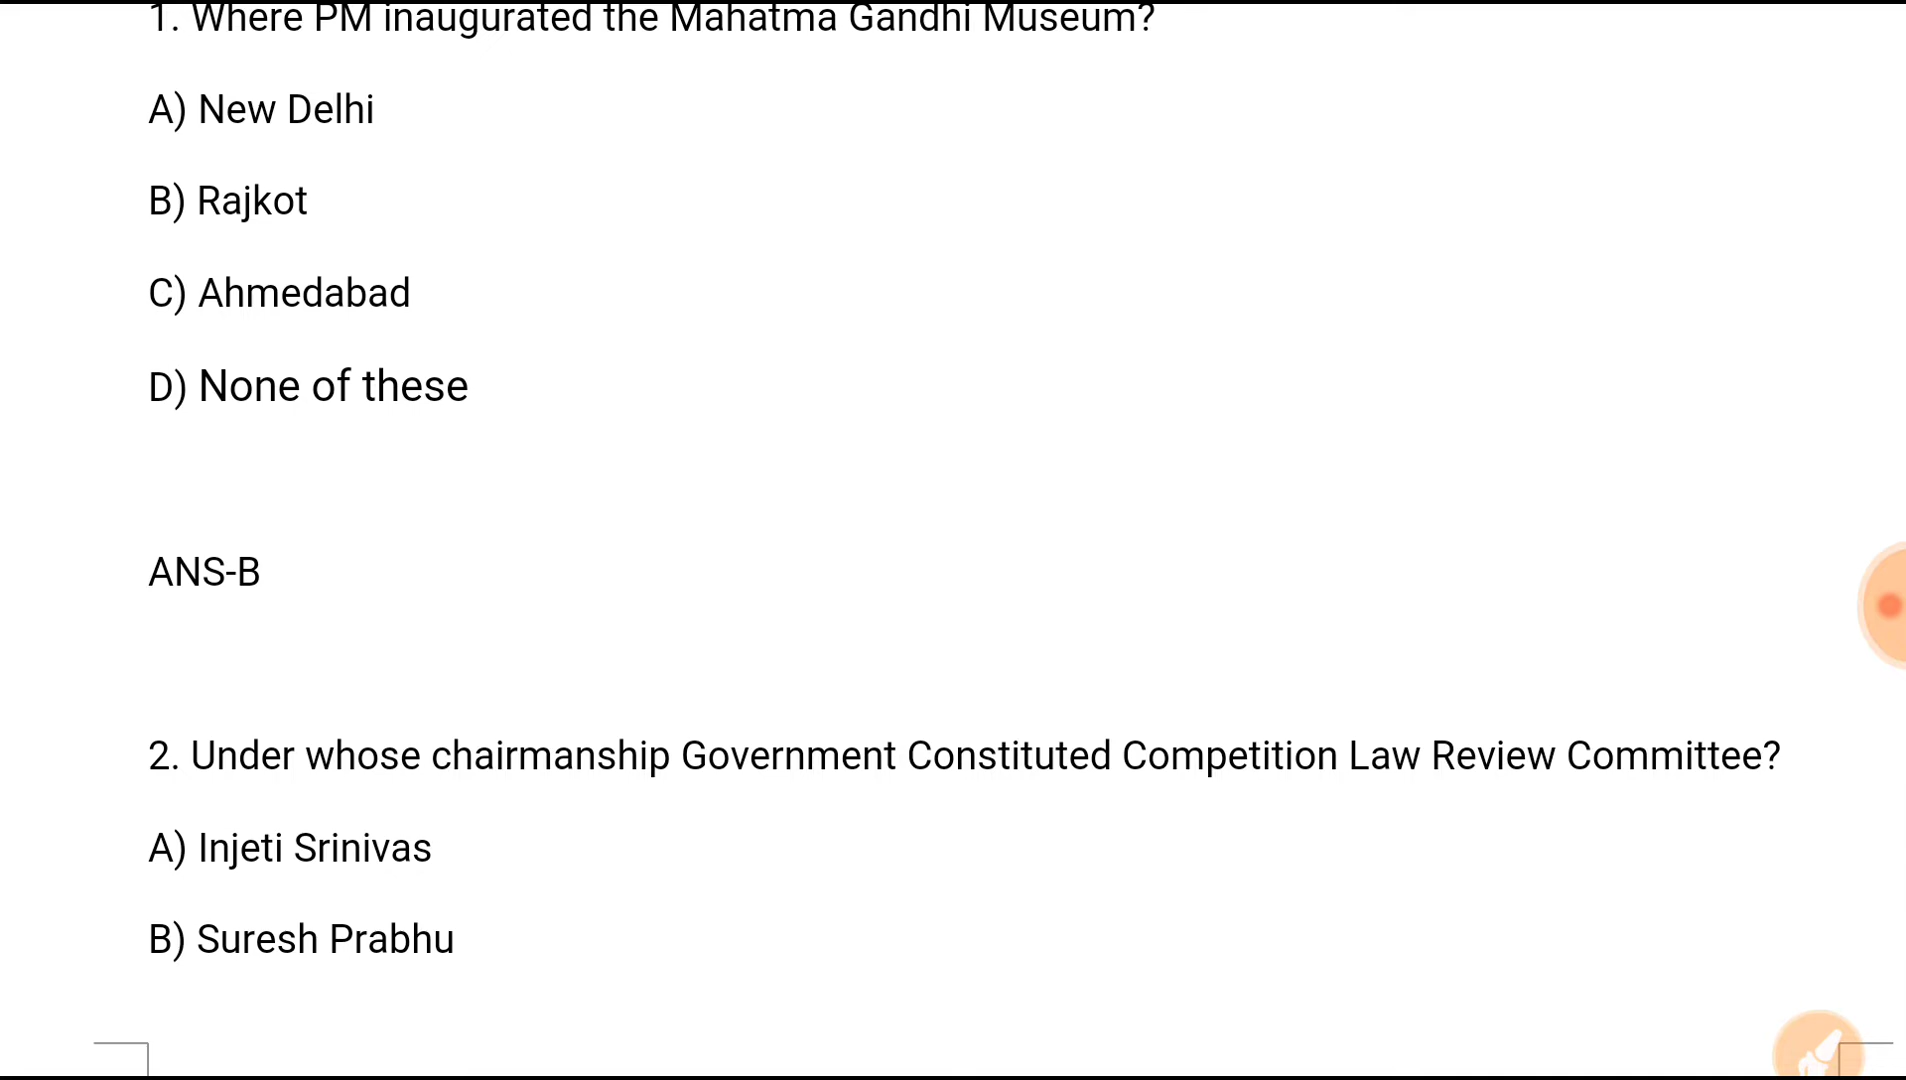 1. Where PM inaugurated the Mahatma Gandhi Museum?
A) New Delhi
B) Rajkot
C) Ahmedabad
D) None of these
ANS-B
2. Under whose chairmanship Government Constituted Competition Law Review Committee?
A) Injeti Srinivas
B) Suresh Prabhu